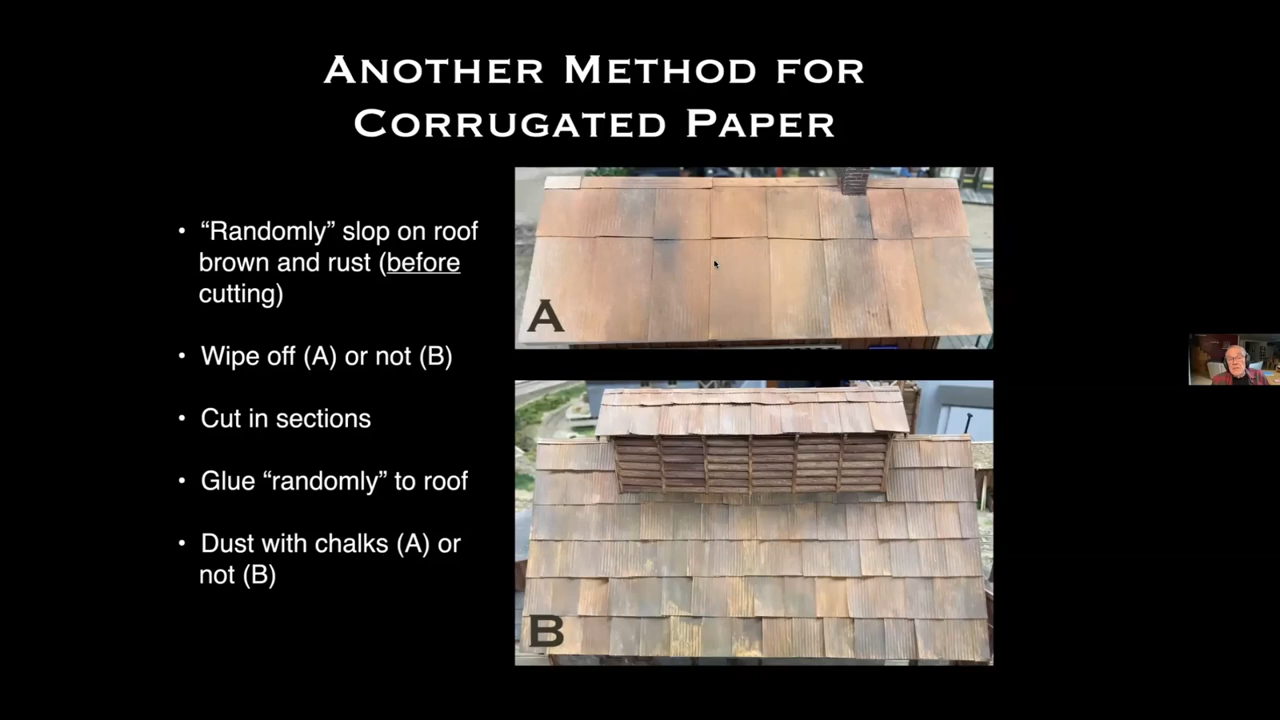 ANOTHER METHOD FOR
CORRUGATED PAPER
• “Randomly” slop on roof
brown and rust (before
cutting)
• Wipe off (A) or not (B)
• Cut in sections
• Glue “randomly” to roof
• Dust with chalks (A) or
not (B)
A
B